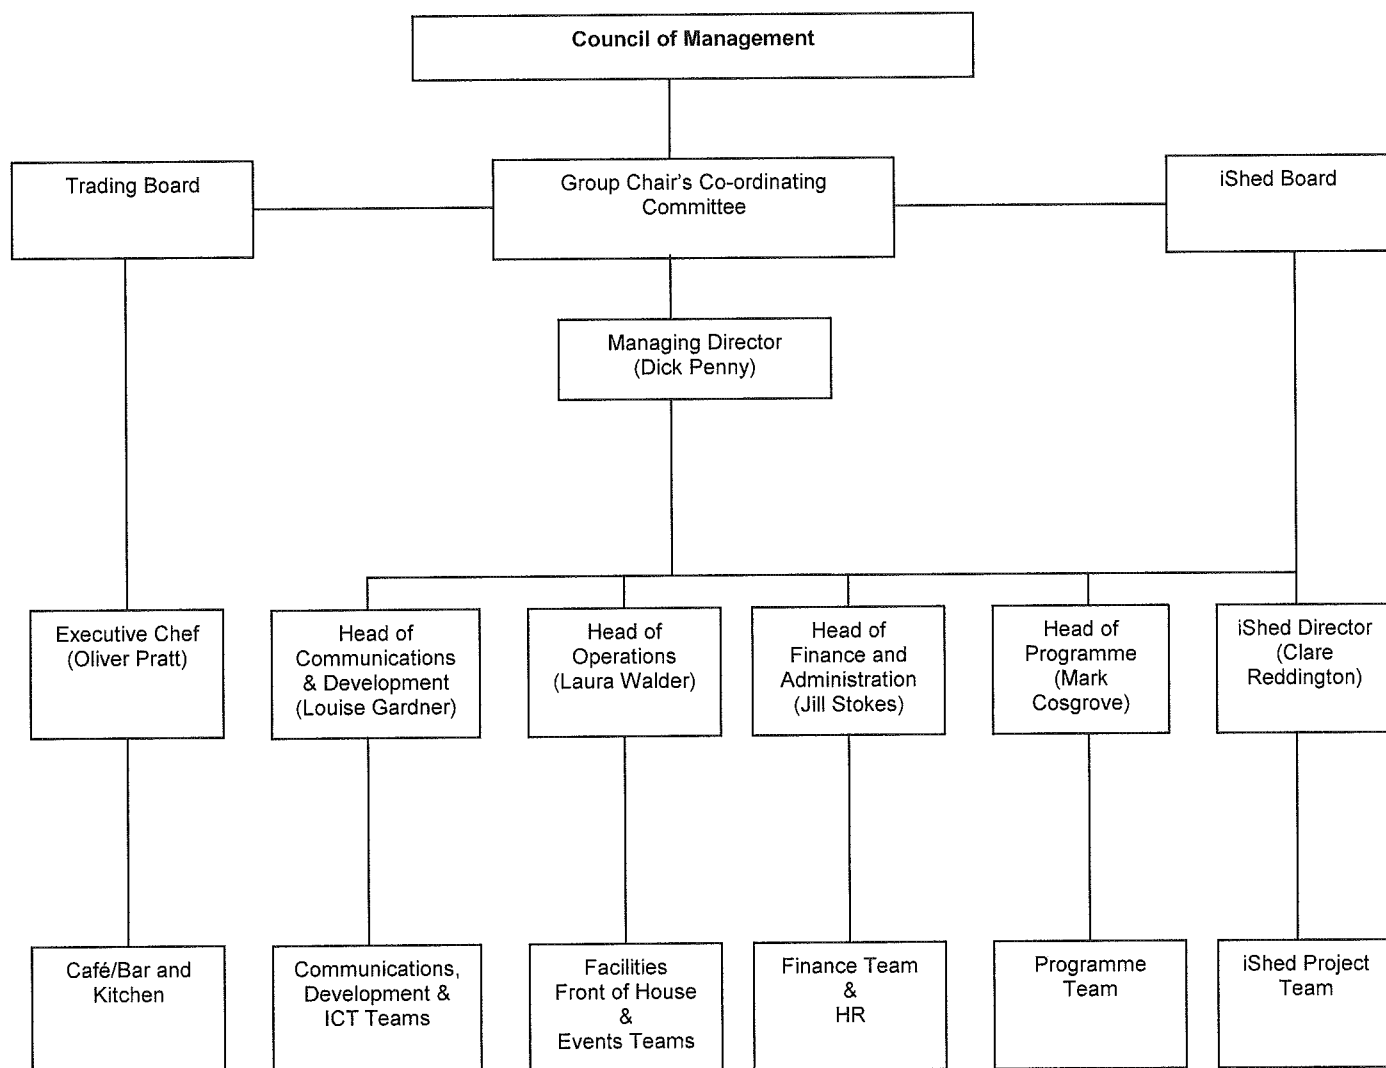 Council of Management
Trading Board
Group Chair's Co-ordinating
Committee
iShed Board
Managing Director
(Dick Penny)
Executive Chef
(Oliver Pratt)
Head of
Communications
& Development
(Louise Gardner)
Head of
Operations
(Laura Walder)
Head of
Finance and
Administration
(Jill Stokes)
Head of
Programme
(Mark
Cosgrove)
iShed Director
(Clare
Reddington)
Café/Bar and
Kitchen
Communications,
Development &
ICT Teams
Facilities
Front of House
&
Events Teams
Finance Team
&
HR
Programme
Team
iShed Project
Team